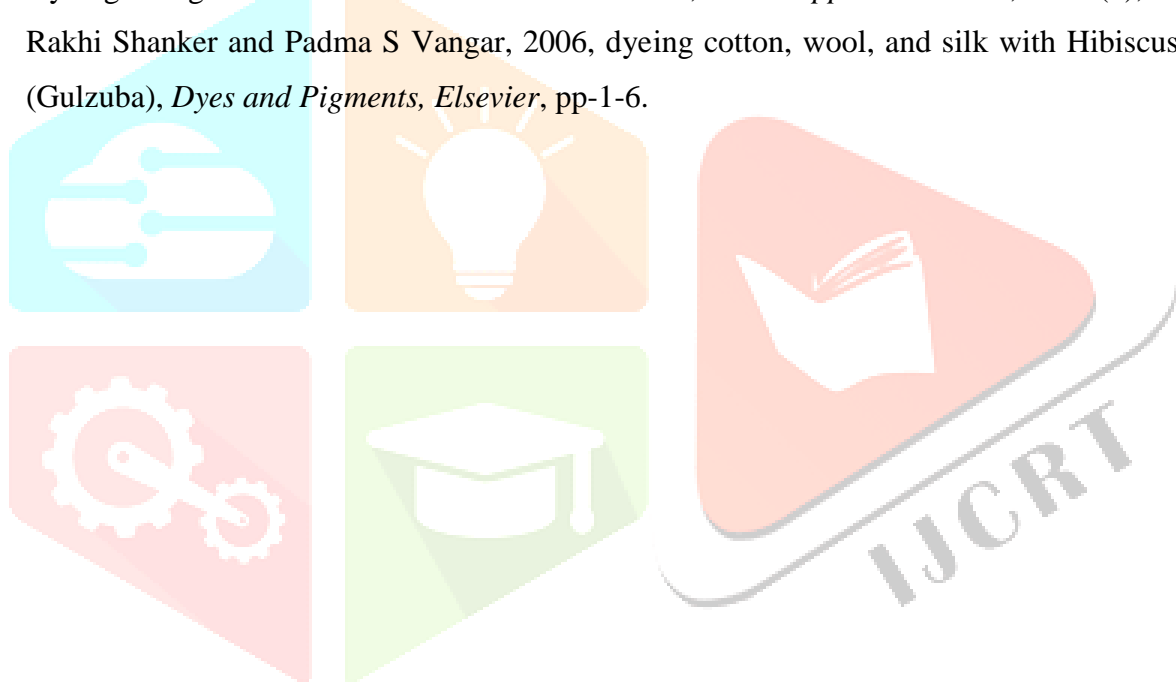 Rakhi Shanker and Padma S Vangar, 2006, dyeing cotton, wool, and silk with Hibiscus
(Gulzuba), Dyes and Pigments, Elsevier, pp-1-6.
IJCRT